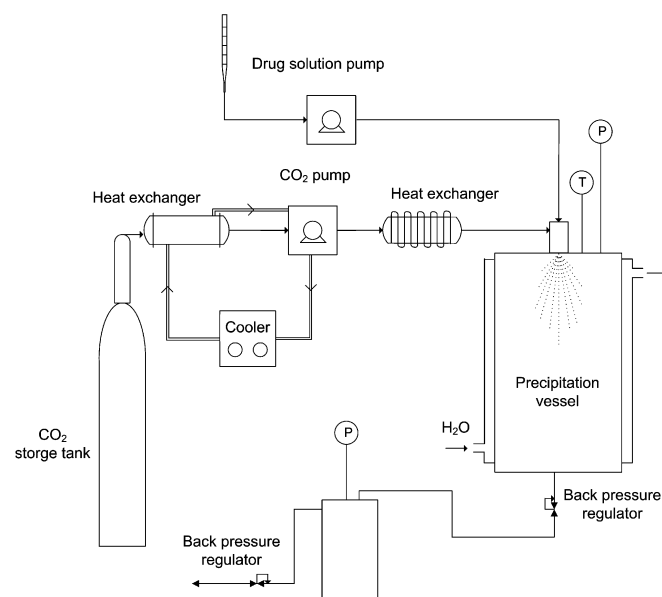 Drug solution pump
P
CO₂ pump
T
Heat exchanger
Heat exchanger
Cooler
Precipitation
vessel
CO₂
storge tank
H₂O
P
Back pressure
regulator
Back pressure
regulator